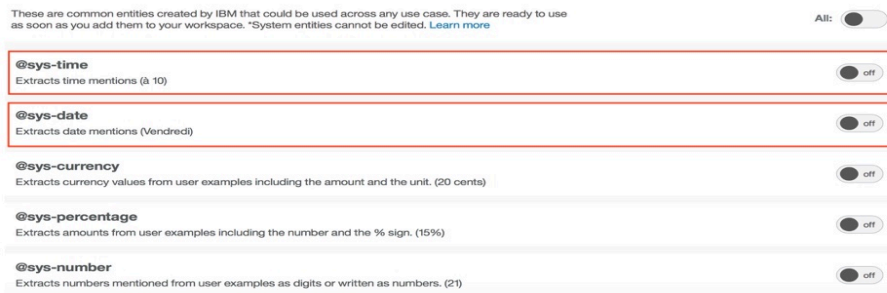 These are common entities created by IBM that could be used across any use case. They are ready to use
as soon as you add them to your workspace. *System entities cannot be edited. Learn more
All:
@sys-time
Extracts time mentions (à 10)
off
@sys-date
Extracts date mentions (Vendredi)
off
@sys-currency
Extracts currency values from user examples including the amount and the unit. (20 cents)
off
@sys-percentage
Extracts amounts from user examples including the number and the % sign. (15%)
off
@sys-number
Extracts numbers mentioned from user examples as digits or written as numbers. (21)
off